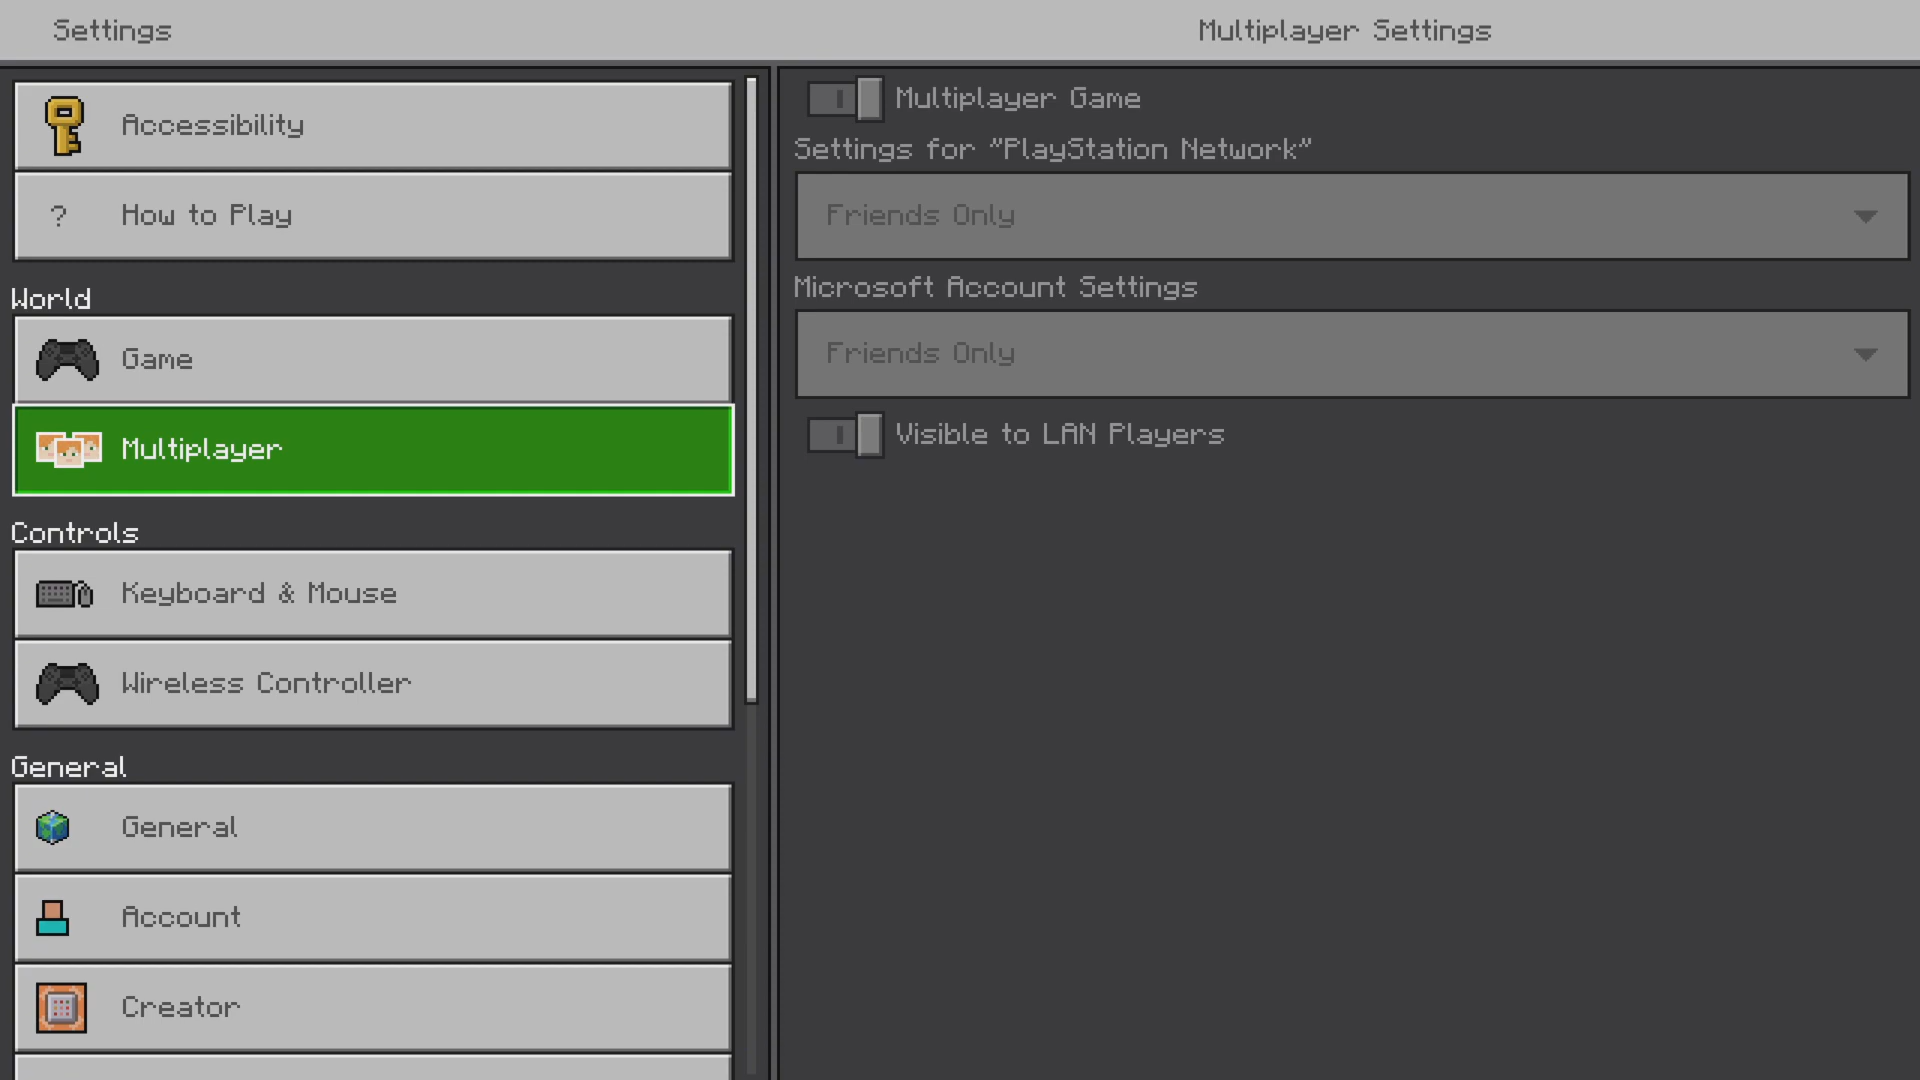 Settings
Multiplayer Settings
Accessibility
? How to Play
World
Game
Multiplayer
Controls
Keyboard & Mouse
Wireless Controller
General
General
Account
Creator
Multiplayer Game
Settings for "PlayStation Network"
Friends Only
Microsoft Account Settings
Friends Only
Visible to LAN Players